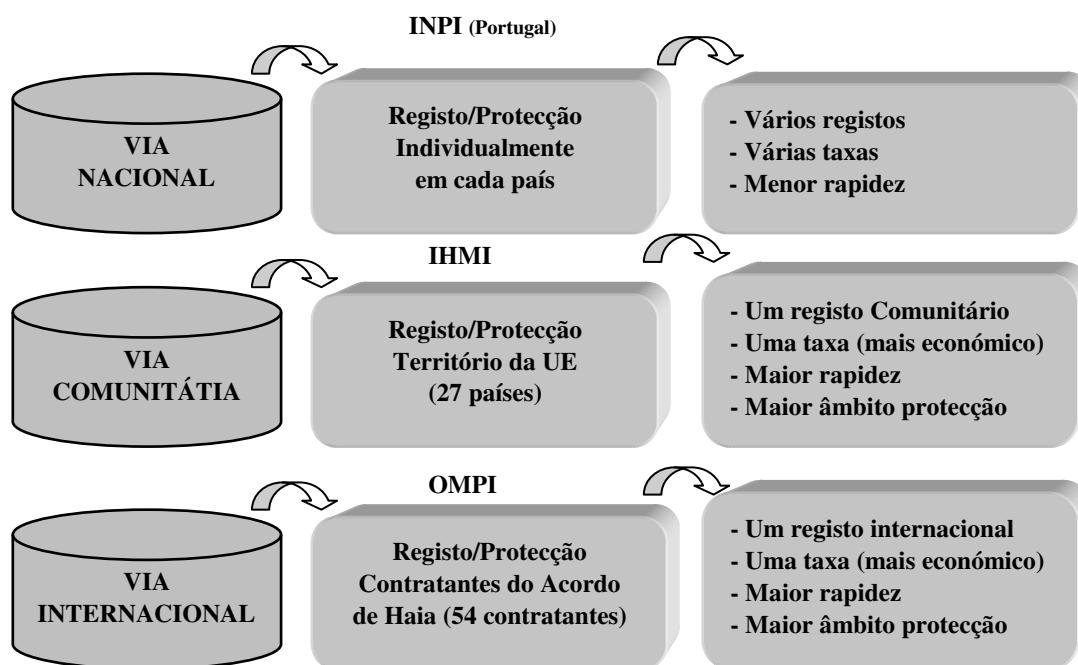 INPI (Portugal)
VIA
NACIONAL
Registo/Protecção
Individualmente
em cada país
- Vários registos
- Várias taxas
- Menor rapidez
IHMI
VIA
COMUNITÁTIA
Registo/Protecção
Território da UE
(27 países)
- Um registo Comunitário
- Uma taxa (mais económico)
- Maior rapidez
- Maior âmbito protecção
OMPI
VIA
INTERNACIONAL
Registo/Protecção
Contratantes do Acordo
de Haia (54 contratantes)
- Um registo internacional
- Uma taxa (mais económico)
- Maior rapidez
- Maior âmbito protecção